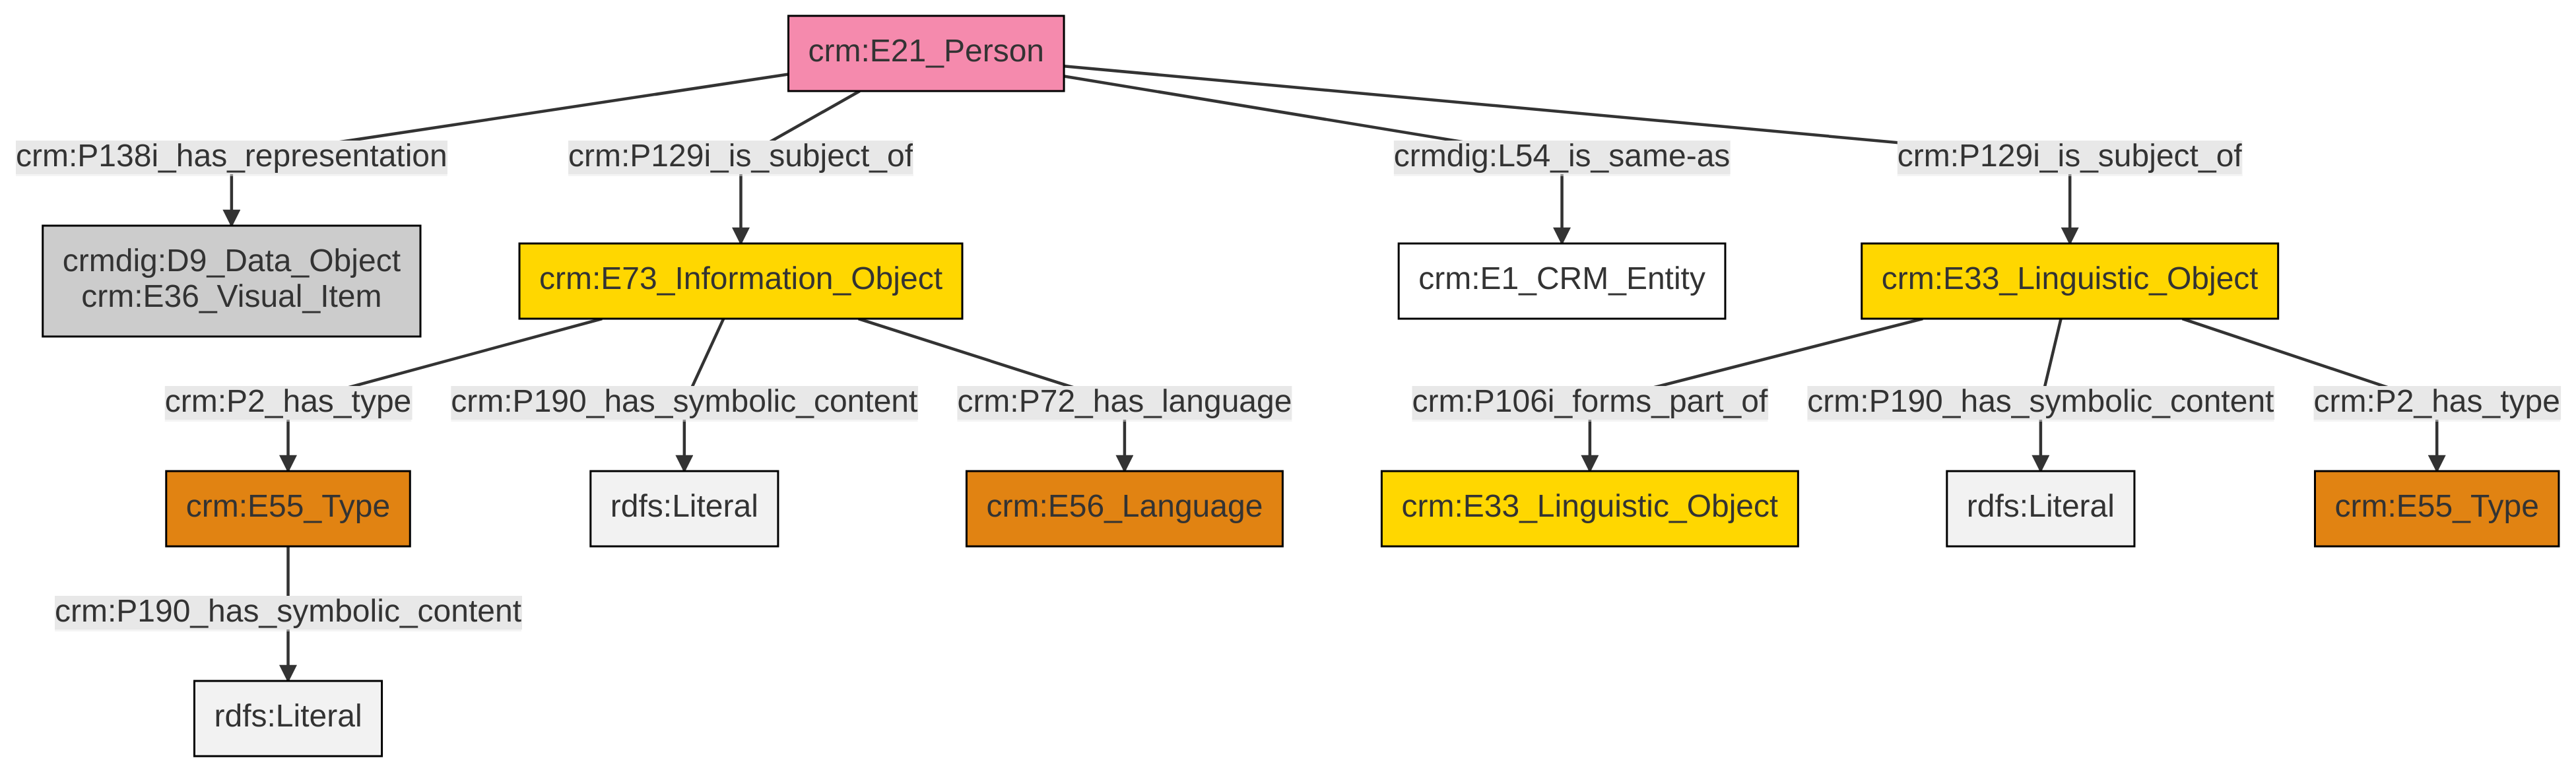 crm:E21_Person
crm:P138i_has_representation
crm:P129i_is_subject_of
crmdig:L54_is_same-as
crm:P129i_is_subject_of
crmdig:D9_Data_Object
crm:E36_Visual_Item
crm:E73_Information_Object
crm:E1_CRM_Entity
crm:E33_Linguistic_Object
crm:P2_has_type
crm:P190_has_symbolic_content
crm:P72_has_language
crm:P106i_forms_part_of
crm:P190_has_symbolic_content
crm:P2_has_type
crm:E55_Type
rdfs:Literal
crm:E56_Language
crm:E33_Linguistic_Object
rdfs:Literal
crm:E55_Type
crm:P190_has_symbolic_content
rdfs:Literal